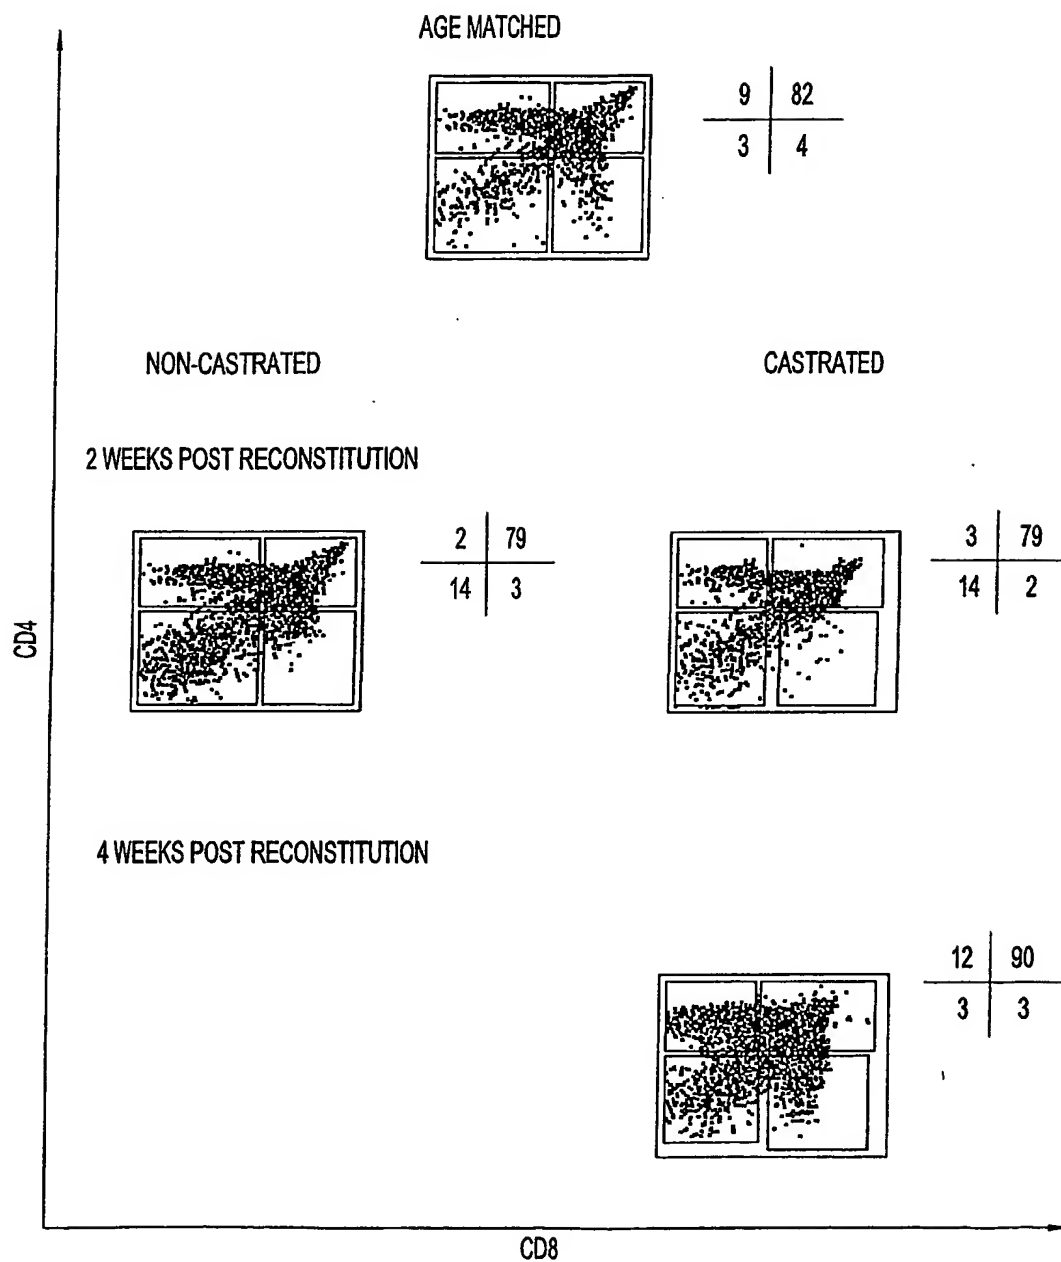 AGE MATCHED
9 82
3 4
NON-CASTRATED CASTRATED
2 WEEKS POST RECONSTITUTION
2 79
14 3
3 79
14 2
CD4
4 WEEKS POST RECONSTITUTION
12 90
3 3
CD8